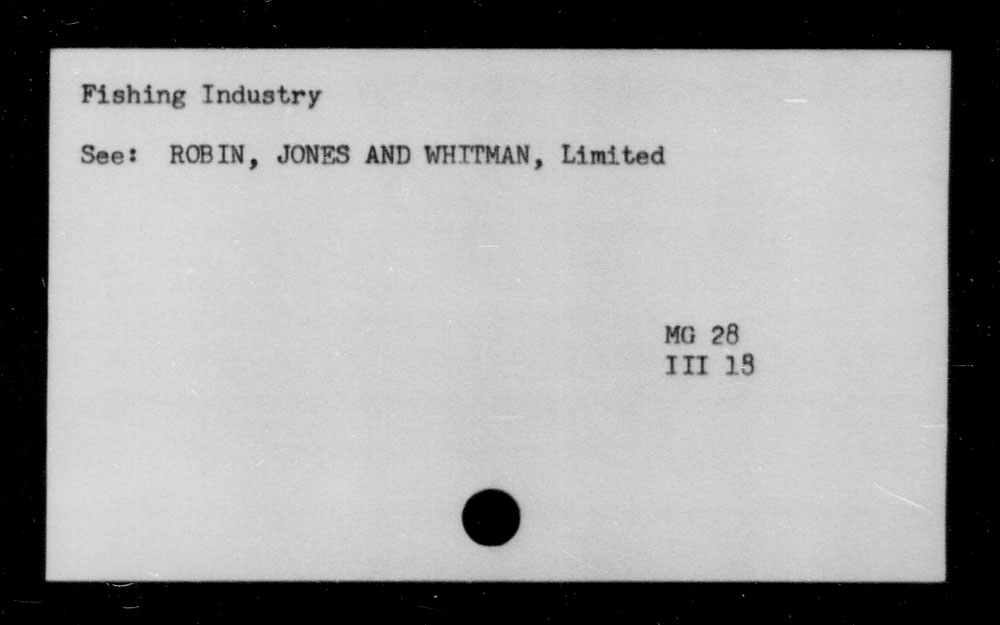 Fishing Industry
See: ROBIN, JONES AND WHITMAN, Limited
MG 28
III 18